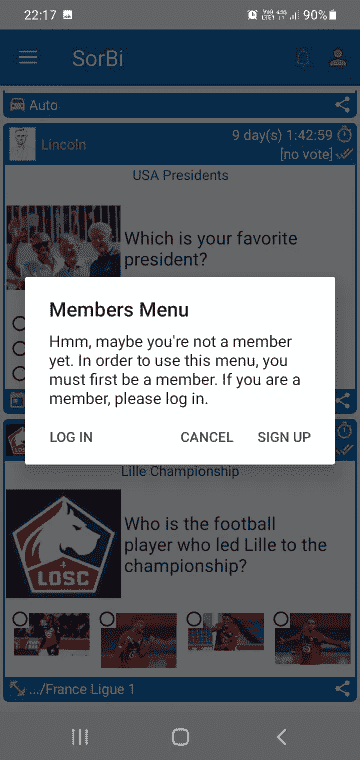 22:17
90%
SorBi
Auto
Lincoln
9 day(s) 1:42:59
[no vote]
USA Presidents
Which is your favorite
president?
Members Menu
Hmm, maybe you're not a member
yet. In order to use this menu, you
must first be a member. If you are a
member, please log in.
LOG IN
CANCEL
SIGN UP
Lille Championship
LOSC
Who is the football
player who led Lille to the
championship?
.../France Ligue 1